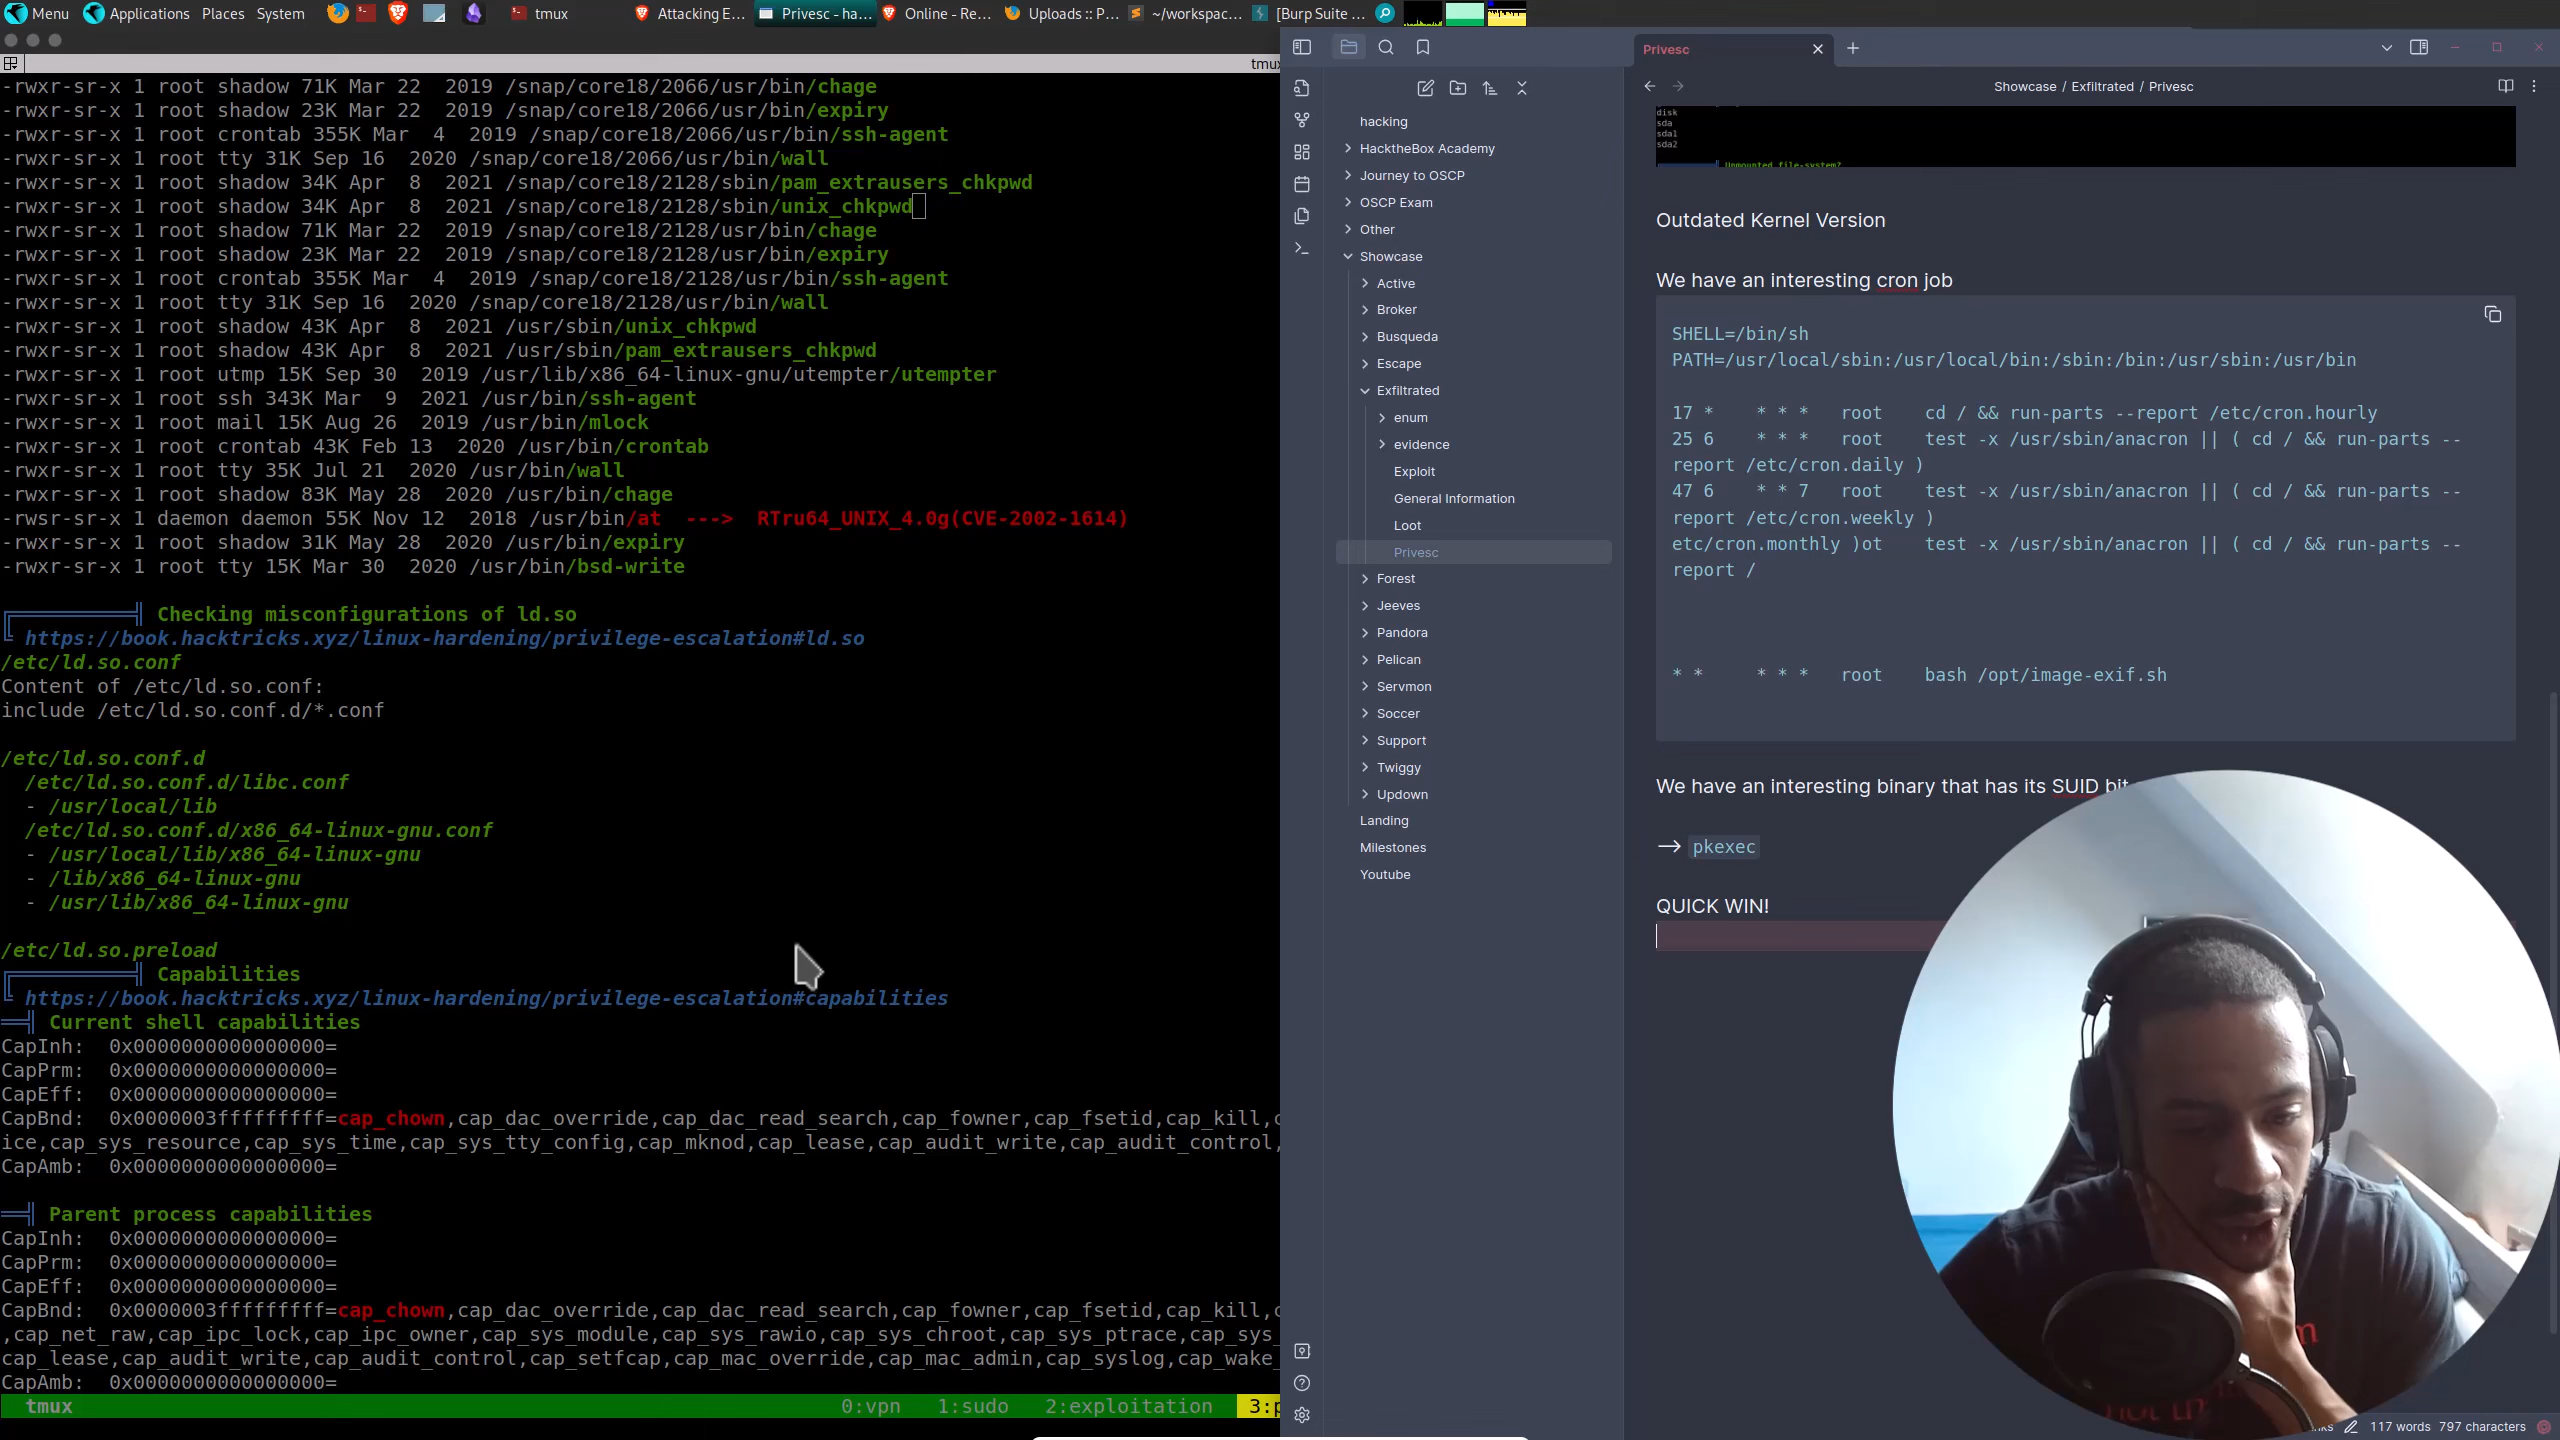 Menu Applications Places System tmux Attacking E... Privesc - ha... Online - Re... Uploads :: P... ~/workspac... [Burp Suite ...
-rwxr-sr-x 1 root shadow 71K Mar 22  2019 /snap/core18/2066/usr/bin/chage
-rwxr-sr-x 1 root shadow 23K Mar 22  2019 /snap/core18/2066/usr/bin/expiry
-rwxr-sr-x 1 root crontab 355K Mar  4  2019 /snap/core18/2066/usr/bin/ssh-agent
-rwxr-sr-x 1 root tty 31K Sep 16  2020 /snap/core18/2066/usr/bin/wall
-rwxr-sr-x 1 root shadow 34K Apr  8  2021 /snap/core18/2128/sbin/pam_extrausers_chkpwd
-rwxr-sr-x 1 root shadow 34K Apr  8  2021 /snap/core18/2128/sbin/unix_chkpwd
-rwxr-sr-x 1 root shadow 71K Mar 22  2019 /snap/core18/2128/usr/bin/chage
-rwxr-sr-x 1 root shadow 23K Mar 22  2019 /snap/core18/2128/usr/bin/expiry
-rwxr-sr-x 1 root crontab 355K Mar  4  2019 /snap/core18/2128/usr/bin/ssh-agent
-rwxr-sr-x 1 root tty 31K Sep 16  2020 /snap/core18/2128/usr/bin/wall
-rwxr-sr-x 1 root shadow 43K Apr  8  2021 /usr/sbin/unix_chkpwd
-rwxr-sr-x 1 root shadow 43K Apr  8  2021 /usr/sbin/pam_extrausers_chkpwd
-rwxr-sr-x 1 root utmp 15K Sep 30  2019 /usr/lib/x86_64-linux-gnu/utempter/utempter
-rwxr-sr-x 1 root ssh 343K Mar  9  2021 /usr/bin/ssh-agent
-rwxr-sr-x 1 root mail 15K Aug 26  2019 /usr/bin/mlock
-rwxr-sr-x 1 root crontab 43K Feb 13  2020 /usr/bin/crontab
-rwxr-sr-x 1 root tty 35K Jul 21  2020 /usr/bin/wall
-rwxr-sr-x 1 root shadow 83K May 28  2020 /usr/bin/chage
-rwsr-sr-x 1 daemon daemon 55K Nov 12  2018 /usr/bin/at  --->  RTru64_UNIX_4.0g(CVE-2002-1614)
-rwxr-sr-x 1 root shadow 31K May 28  2020 /usr/bin/expiry
-rwxr-sr-x 1 root tty 15K Mar 30  2020 /usr/bin/bsd-write
Checking misconfigurations of ld.so
https://book.hacktricks.xyz/linux-hardening/privilege-escalation#ld.so
/etc/ld.so.conf
Content of /etc/ld.so.conf:
include /etc/ld.so.conf.d/*.conf
/etc/ld.so.conf.d
/etc/ld.so.conf.d/libc.conf
- /usr/local/lib
/etc/ld.so.conf.d/x86_64-linux-gnu.conf
- /usr/local/lib/x86_64-linux-gnu
- /lib/x86_64-linux-gnu
- /usr/lib/x86_64-linux-gnu
/etc/ld.so.preload
Capabilities
https://book.hacktricks.xyz/linux-hardening/privilege-escalation#capabilities
Current shell capabilities
CapInh:  0x0000000000000000=
CapPrm:  0x0000000000000000=
CapEff:  0x0000000000000000=
CapBnd:  0x0000003fffffffff=cap_chown,cap_dac_override,cap_dac_read_search,cap_fowner,cap_fsetid,cap_kill,c
ice,cap_sys_resource,cap_sys_time,cap_sys_tty_config,cap_mknod,cap_lease,cap_audit_write,cap_audit_control,
CapAmb:  0x0000000000000000=
Parent process capabilities
CapInh:  0x0000000000000000=
CapPrm:  0x0000000000000000=
CapEff:  0x0000000000000000=
CapBnd:  0x0000003fffffffff=cap_chown,cap_dac_override,cap_dac_read_search,cap_fowner,cap_fsetid,cap_kill,c
,cap_net_raw,cap_ipc_lock,cap_ipc_owner,cap_sys_module,cap_sys_rawio,cap_sys_chroot,cap_sys_ptrace,cap_sys_
cap_lease,cap_audit_write,cap_audit_control,cap_setfcap,cap_mac_override,cap_mac_admin,cap_syslog,cap_wake_
CapAmb:  0x0000000000000000=
tmux 0:vpn 1:sudo 2:exploitation 3:p
tmux
hacking
HacktheBox Academy
Journey to OSCP
OSCP Exam
Other
Showcase
Active
Broker
Busqueda
Escape
Exfiltrated
enum
evidence
Exploit
General Information
Loot
Privesc
Forest
Jeeves
Pandora
Pelican
Servmon
Soccer
Support
Twiggy
Updown
Landing
Milestones
Youtube
Privesc
Showcase / Exfiltrated / Privesc
disk
sda
sda1
sda2
Unmounted file-system?
Outdated Kernel Version
We have an interesting cron job
SHELL=/bin/sh
PATH=/usr/local/sbin:/usr/local/bin:/sbin:/bin:/usr/sbin:/usr/bin
17 *    * * *   root    cd / && run-parts --report /etc/cron.hourly
25 6    * * *   root    test -x /usr/sbin/anacron || ( cd / && run-parts --
report /etc/cron.daily )
47 6    * * 7   root    test -x /usr/sbin/anacron || ( cd / && run-parts --
report /etc/cron.weekly )
etc/cron.monthly )ot    test -x /usr/sbin/anacron || ( cd / && run-parts --
report /
* *     * * *   root    bash /opt/image-exif.sh
We have an interesting binary that has its SUID bit
→ pkexec
QUICK WIN!
117 words 797 characters